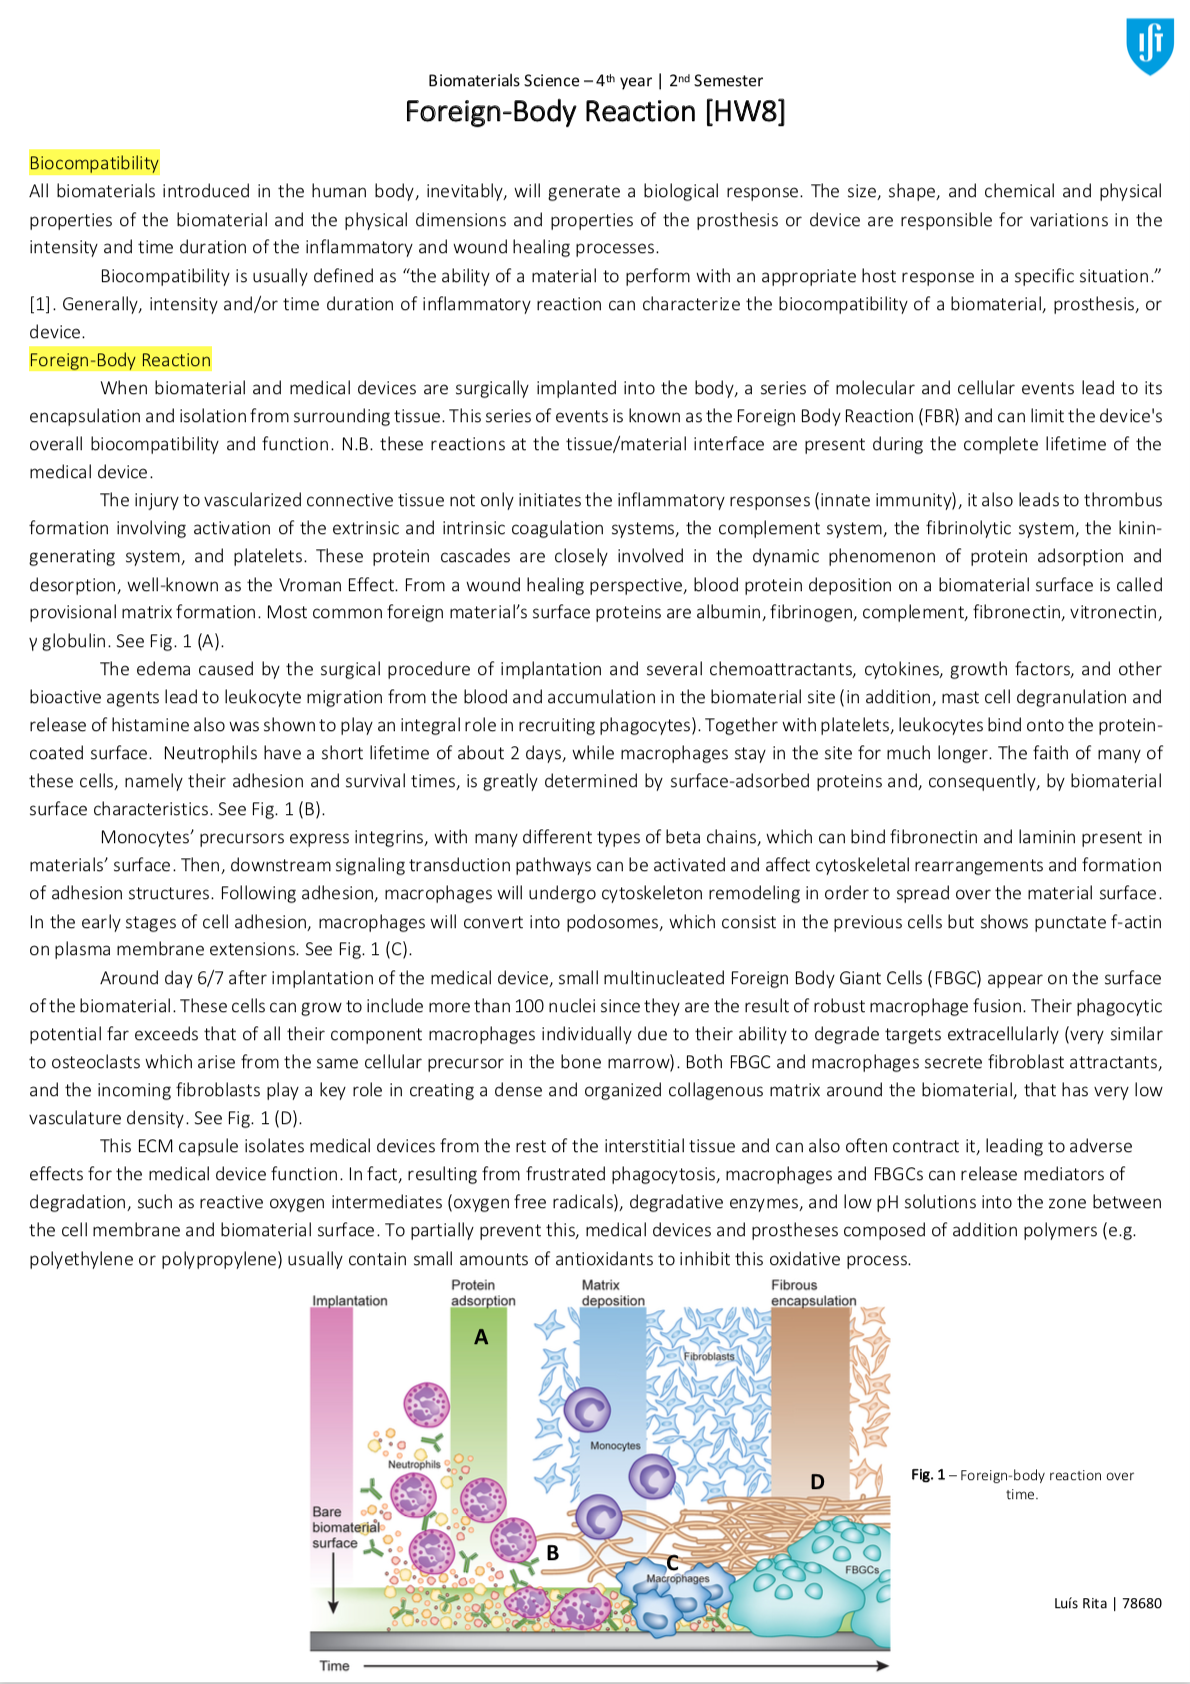 IST
Biomaterials Science – 4th year | 2nd Semester
Foreign-Body Reaction [HW8]
Biocompatibility
All biomaterials introduced in the human body, inevitably, will generate a biological response. The size, shape, and chemical and physical
properties of the biomaterial and the physical dimensions and properties of the prosthesis or device are responsible for variations in the
intensity and time duration of the inflammatory and wound healing processes.
Biocompatibility is usually defined as “the ability of a material to perform with an appropriate host response in a specific situation.”
[1]. Generally, intensity and/or time duration of inflammatory reaction can characterize the biocompatibility of a biomaterial, prosthesis, or
device.
Foreign-Body Reaction
When biomaterial and medical devices are surgically implanted into the body, a series of molecular and cellular events lead to its
encapsulation and isolation from surrounding tissue. This series of events is known as the Foreign Body Reaction (FBR) and can limit the device's
overall biocompatibility and function. N.B. these reactions at the tissue/material interface are present during the complete lifetime of the
medical device.
The injury to vascularized connective tissue not only initiates the inflammatory responses (innate immunity), it also leads to thrombus
formation involving activation of the extrinsic and intrinsic coagulation systems, the complement system, the fibrinolytic system, the kinin-
generating system, and platelets. These protein cascades are closely involved in the dynamic phenomenon of protein adsorption and
desorption, well-known as the Vroman Effect. From a wound healing perspective, blood protein deposition on a biomaterial surface is called
provisional matrix formation. Most common foreign material’s surface proteins are albumin, fibrinogen, complement, fibronectin, vitronectin,
γ globulin. See Fig. 1 (A).
The edema caused by the surgical procedure of implantation and several chemoattractants, cytokines, growth factors, and other
bioactive agents lead to leukocyte migration from the blood and accumulation in the biomaterial site (in addition, mast cell degranulation and
release of histamine also was shown to play an integral role in recruiting phagocytes). Together with platelets, leukocytes bind onto the protein-
coated surface. Neutrophils have a short lifetime of about 2 days, while macrophages stay in the site for much longer. The faith of many of
these cells, namely their adhesion and survival times, is greatly determined by surface-adsorbed proteins and, consequently, by biomaterial
surface characteristics. See Fig. 1 (B).
Monocytes’ precursors express integrins, with many different types of beta chains, which can bind fibronectin and laminin present in
materials’ surface. Then, downstream signaling transduction pathways can be activated and affect cytoskeletal rearrangements and formation
of adhesion structures. Following adhesion, macrophages will undergo cytoskeleton remodeling in order to spread over the material surface.
In the early stages of cell adhesion, macrophages will convert into podosomes, which consist in the previous cells but shows punctate f-actin
on plasma membrane extensions. See Fig. 1 (C).
Around day 6/7 after implantation of the medical device, small multinucleated Foreign Body Giant Cells (FBGC) appear on the surface
of the biomaterial. These cells can grow to include more than 100 nuclei since they are the result of robust macrophage fusion. Their phagocytic
potential far exceeds that of all their component macrophages individually due to their ability to degrade targets extracellularly (very similar
to osteoclasts which arise from the same cellular precursor in the bone marrow). Both FBGC and macrophages secrete fibroblast attractants,
and the incoming fibroblasts play a key role in creating a dense and organized collagenous matrix around the biomaterial, that has very low
vasculature density. See Fig. 1 (D).
This ECM capsule isolates medical devices from the rest of the interstitial tissue and can also often contract it, leading to adverse
effects for the medical device function. In fact, resulting from frustrated phagocytosis, macrophages and FBGCs can release mediators of
degradation, such as reactive oxygen intermediates (oxygen free radicals), degradative enzymes, and low pH solutions into the zone between
the cell membrane and biomaterial surface. To partially prevent this, medical devices and prostheses composed of addition polymers (e.g.
polyethylene or polypropylene) usually contain small amounts of antioxidants to inhibit this oxidative process.
Implantation
Protein
adsorption
Matrix
deposition
Fibrous
encapsulation
A
Fibroblasts
Monocytes
Neutrophils
D
Bare
biomaterial
surface
B
C
Macrophages
FBGCs
Time
Fig. 1 – Foreign-body reaction over
time.
Luís Rita | 78680